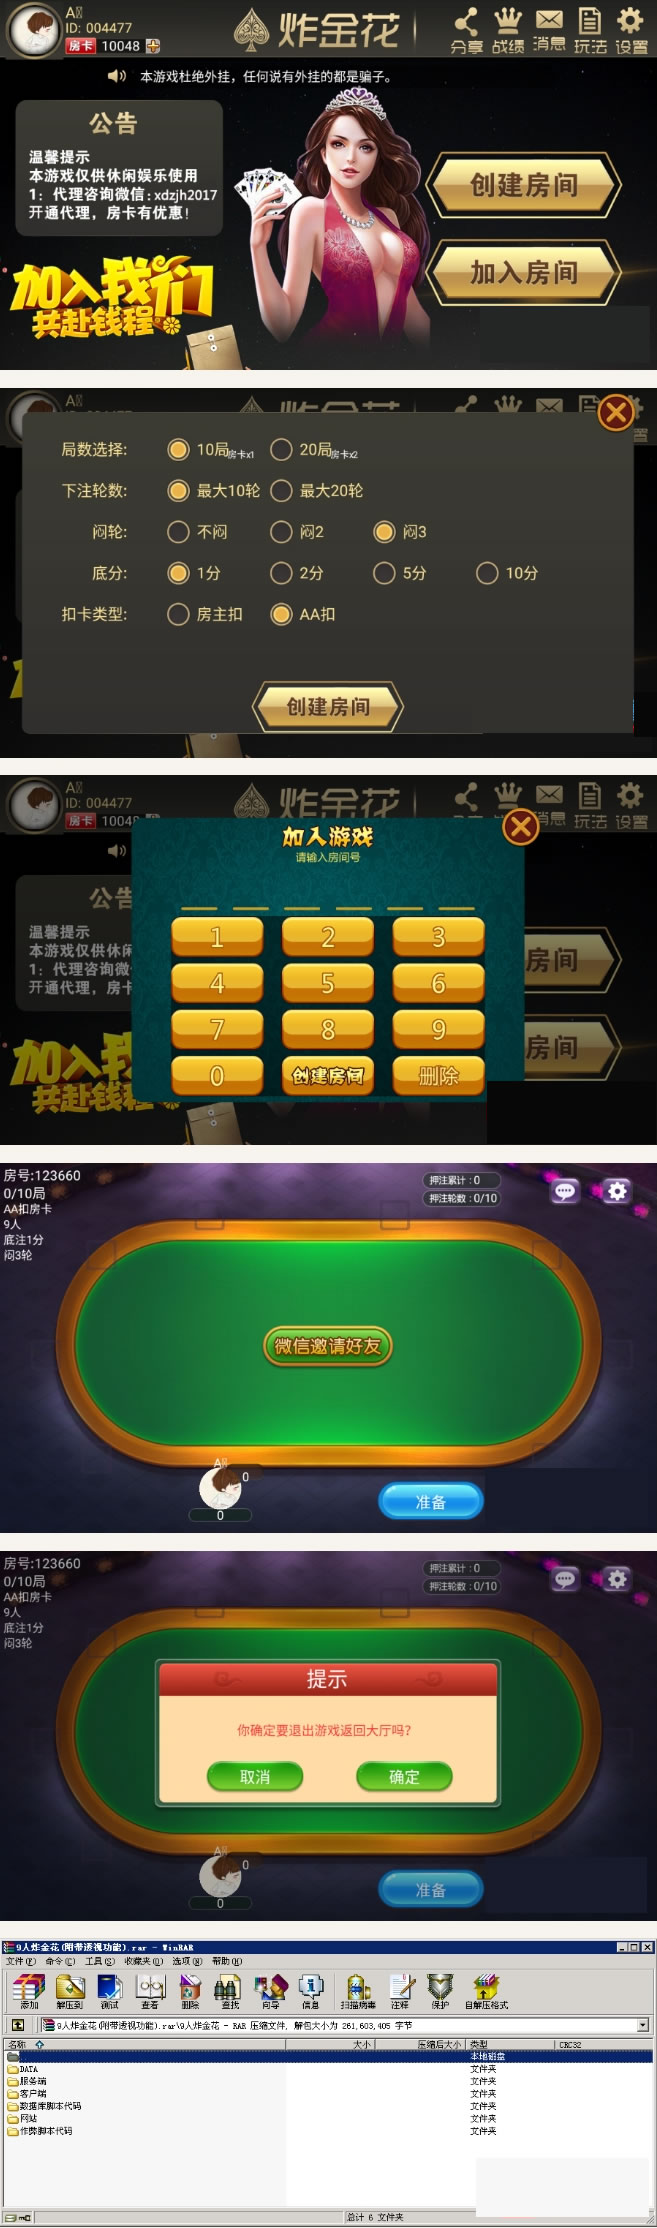 A
ID: 004477
房卡 10048
炸金花
分享 战绩 消息 玩法 设置
本游戏杜绝外挂，任何说有外挂的都是骗子。
公告
温馨提示
本游戏仅供休闲娱乐使用
1：代理咨询微信：xdzjh2017
开通代理，房卡有优惠！
创建房间
加入房间
加入我们
共赴钱程
A
ID: 004477
局数选择: 10局房卡x1 20局房卡x2
下注轮数: 最大10轮 最大20轮
闷轮: 不闷 闷2 闷3
底分: 1分 2分 5分 10分
扣卡类型: 房主扣 AA扣
创建房间
A
ID: 004477
房卡 10048
炸金花
消息 玩法 设置
加入游戏
请输入房间号
公告
温馨提示
本游戏仅供休闲
1：代理咨询微
开通代理，房卡
房间
房间
加入我
共赴钱程
1 2 3
4 5 6
7 8 9
0 创建房间 删除
房号:123660
0/10局
AA扣房卡
9人
底注1分
闷3轮
押注累计：0
押注轮数：0/10
微信邀请好友
A
0
0
准备
房号:123660
0/10局
AA扣房卡
9人
底注1分
闷3轮
押注累计：0
押注轮数：0/10
提示
你确定要退出游戏返回大厅吗?
取消 确定
A
0
0
准备
9人炸金花(附带透视功能).rar - WinRAR
文件(F) 命令(C) 工具(S) 收藏夹(O) 选项(N) 帮助(H)
添加 解压到 测试 查看 删除 查找 向导 信息 扫描病毒 注释 保护 自解压格式
9人炸金花(附带透视功能).rar\9人炸金花 - RAR 压缩文件, 解包大小为 261,603,405 字节
名称 大小 压缩后大小 类型 CRC32
本地磁盘
DATA 文件夹
服务端 文件夹
客户端 文件夹
数据库脚本代码 文件夹
网站 文件夹
作弊脚本代码 文件夹
总计 6 文件夹